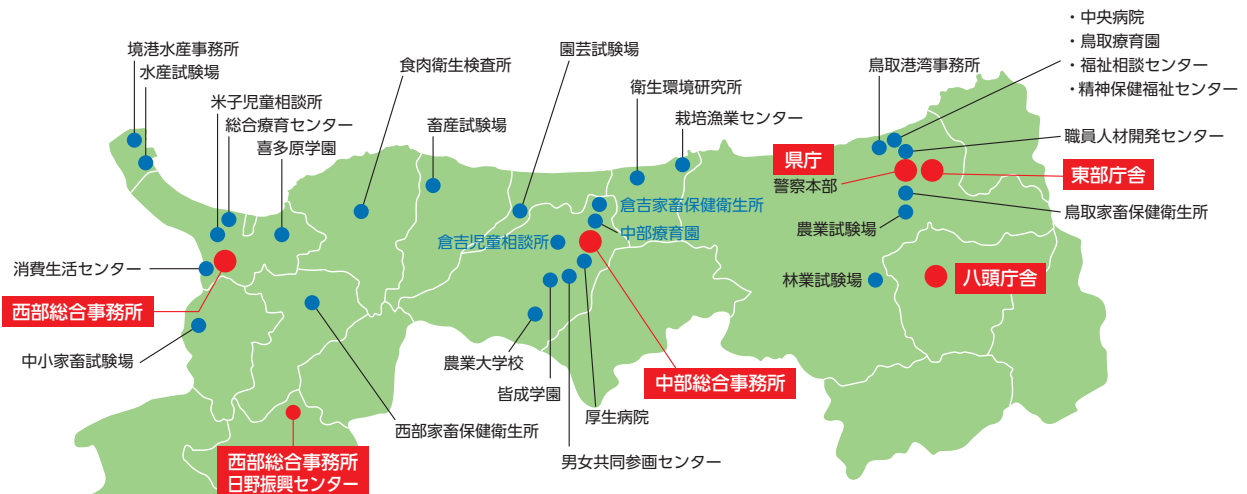 ・中央病院
・鳥取療育園
・福祉相談センター
・精神保健福祉センター
境港水産事務所
水産試験場
米子児童相談所
総合療育センター
喜多原学園
食肉衛生検査所
畜産試験場
園芸試験場
衛生環境研究所
栽培漁業センター
鳥取港湾事務所
職員人材開発センター
県庁
警察本部
東部庁舎
鳥取家畜保健衛生所
農業試験場
倉吉家畜保健衛生所
中部療育園
倉吉児童相談所
消費生活センター
西部総合事務所
中小家畜試験場
林業試験場
八頭庁舎
農業大学校
皆成学園
中部総合事務所
厚生病院
西部家畜保健衛生所
男女共同参画センター
西部総合事務所
日野振興センター